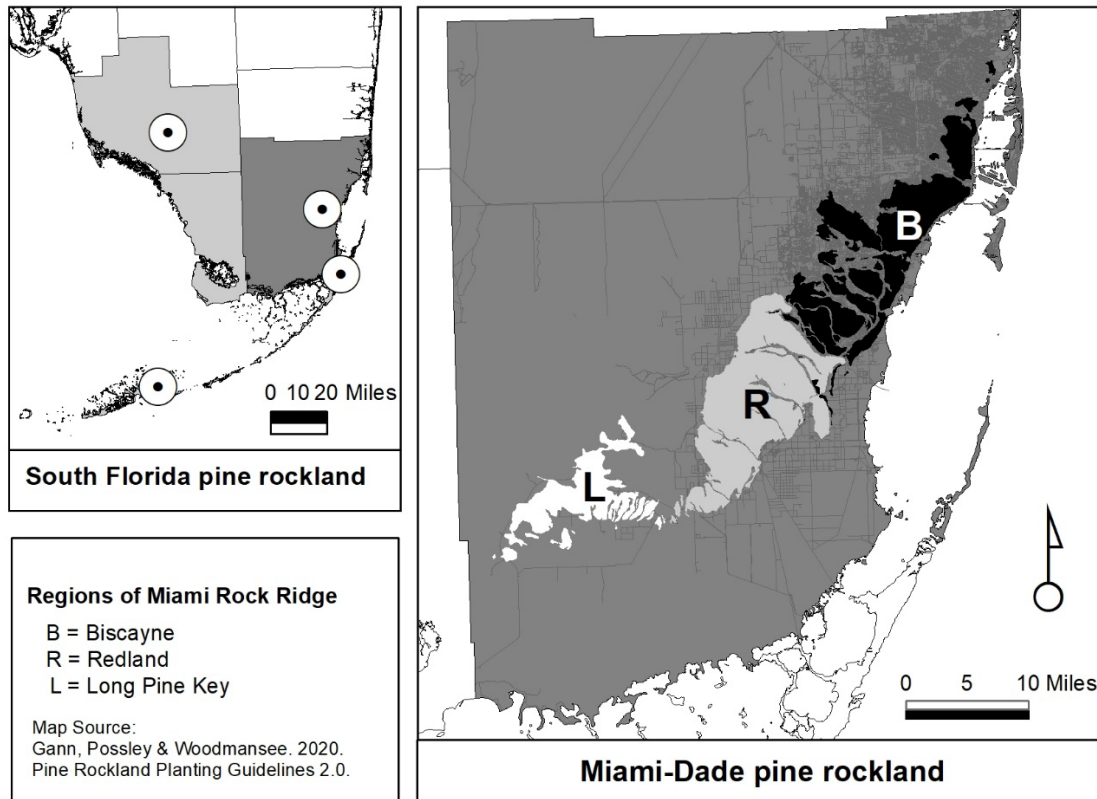 0 10 20 Miles
South Florida pine rockland
Regions of Miami Rock Ridge
B = Biscayne
R = Redland
L = Long Pine Key
Map Source:
Gann, Possley & Woodmansee. 2020.
Pine Rockland Planting Guidelines 2.0.
B
R
L
0 5 10 Miles
Miami-Dade pine rockland